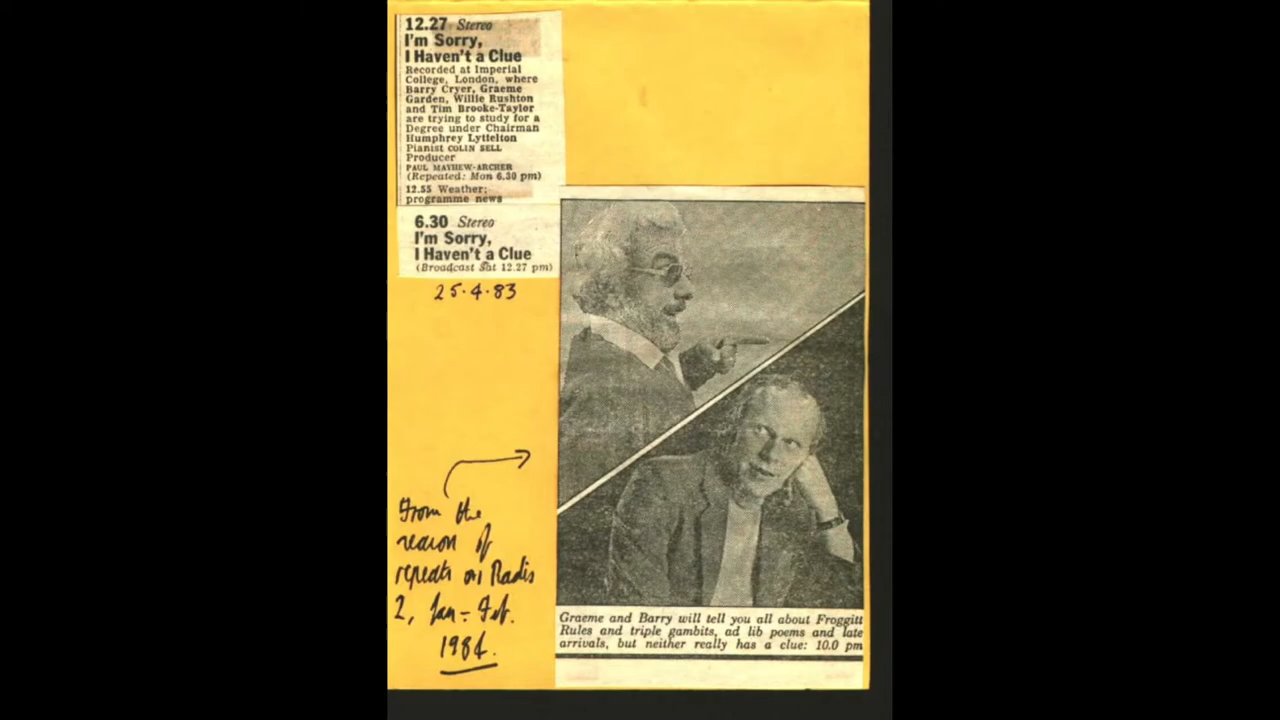 12.27 Stereo
I'm Sorry,
I Haven't a Clue
Recorded at Imperial
College, London, where
Barry Cryer, Graeme
Garden, Willie Rushton
and Tim Brooke-Taylor
are trying to study for a
Degree under Chairman
Humphrey Lyttelton
Pianist COLIN SELL
Producer
PAUL MAYHEW-ARCHER
(Repeated: Mon 6.30 pm)
12.55 Weather;
programme news
6.30 Stereo
I'm Sorry,
I Haven't a Clue
(Broadcast Sat 12.27 pm)
25.4.83
From the
season of
repeats on Radio
2, Jan-Feb.
1984.
Graeme and Barry will tell you all about Froggitt
Rules and triple gambits, ad lib poems and late
arrivals, but neither really has a clue: 10.0 pm